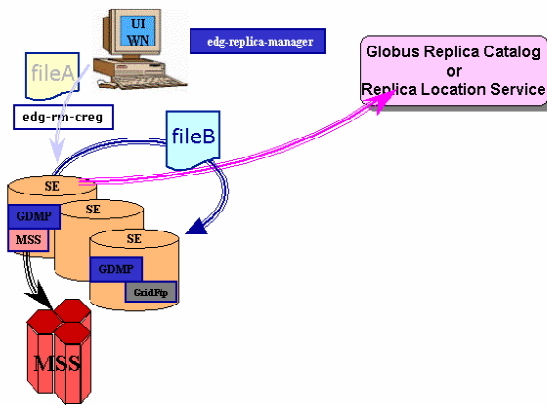 UI
WN
edg-replica-manager
Globus Replica Catalog
or
Replica Location Service
fileA
edg-rm-creg
fileB
SE
GDMP
MSS
SE
SE
GDMP
GridFtp
MSS